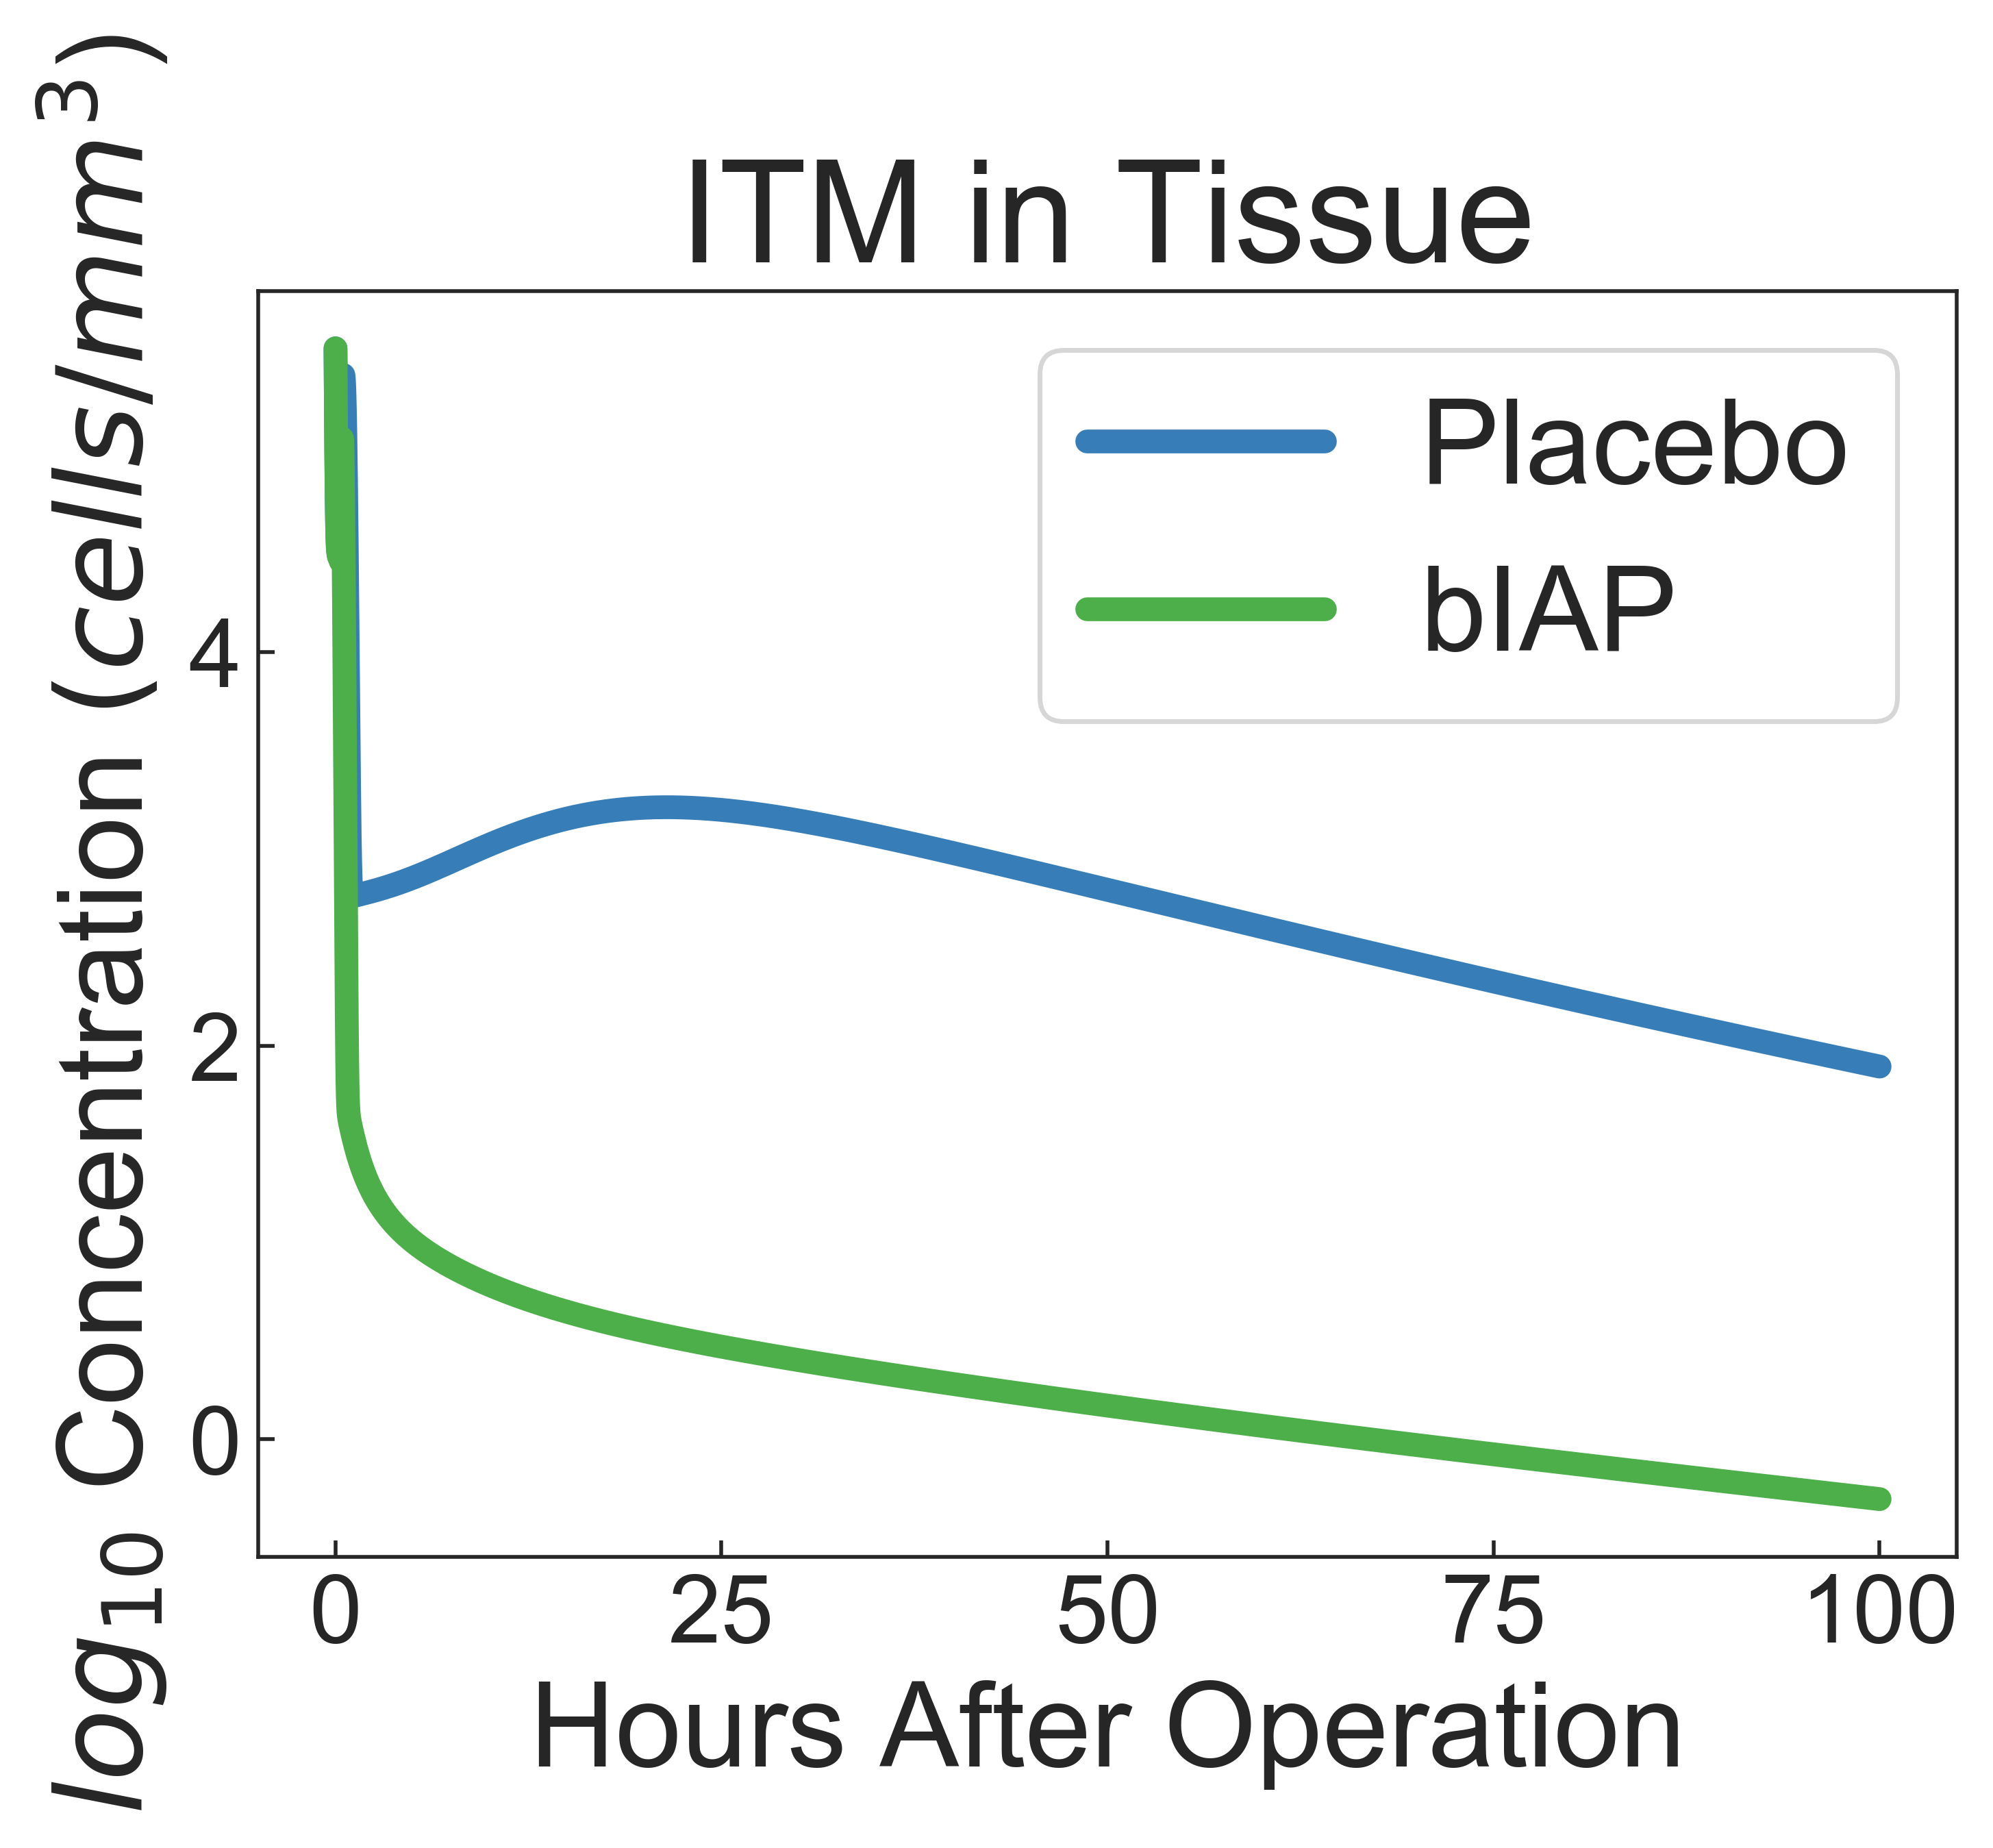 ITM in Tissue
log₁₀ Concentration (cells/mm³)
Placebo
bIAP
4
2
0
0 25 50 75 100
Hours After Operation